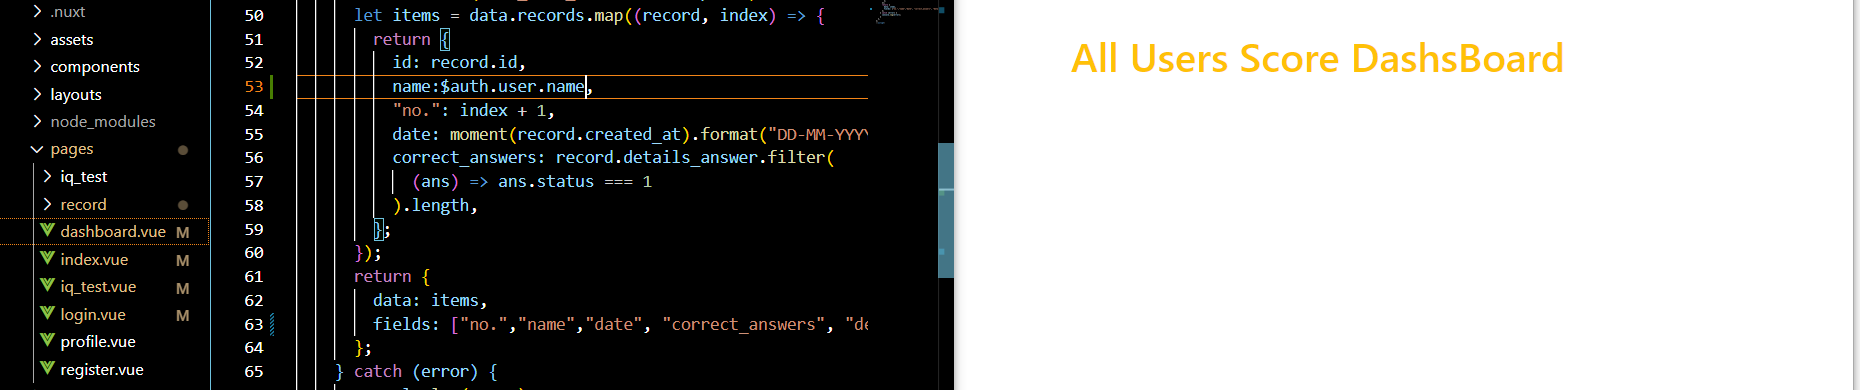 .nuxt
assets
components
layouts
node_modules
pages
iq_test
record
dashboard.vue M
index.vue M
iq_test.vue M
login.vue M
profile.vue
register.vue
50 let items = data.records.map((record, index) => {
51 return {
52 id: record.id,
53 name:$auth.user.name,
54 "no.": index + 1,
55 date: moment(record.created_at).format("DD-MM-YYYY
56 correct_answers: record.details_answer.filter(
57 (ans) => ans.status === 1
58 ).length,
59 };
60 });
61 return {
62 data: items,
63 fields: ["no.","name","date", "correct_answers", "de
64 };
65 } catch (error) {
All Users Score DashsBoard